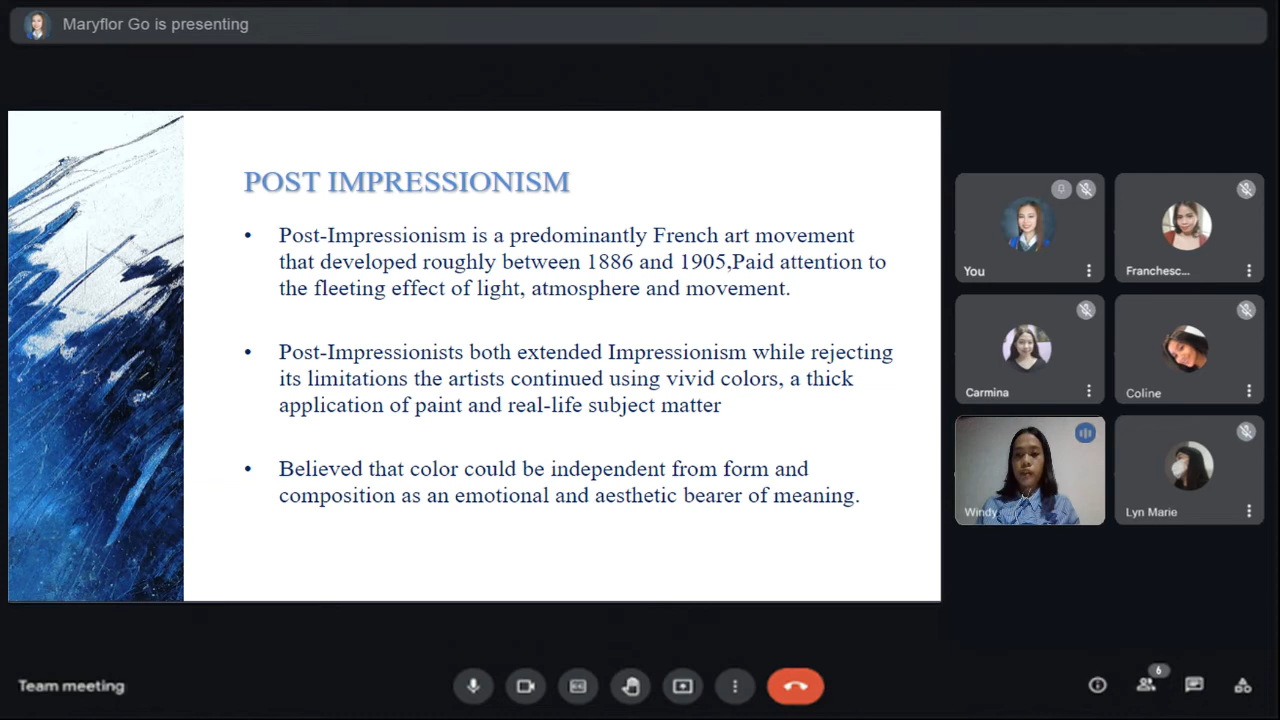 Maryflor Go is presenting
POST IMPRESSIONISM
• Post-Impressionism is a predominantly French art movement
that developed roughly between 1886 and 1905,Paid attention to
the fleeting effect of light, atmosphere and movement.
• Post-Impressionists both extended Impressionism while rejecting
its limitations the artists continued using vivid colors, a thick
application of paint and real-life subject matter
• Believed that color could be independent from form and
composition as an emotional and aesthetic bearer of meaning.
You
Franchesc...
Carmina
Coline
Windy
Lyn Marie
Team meeting
6